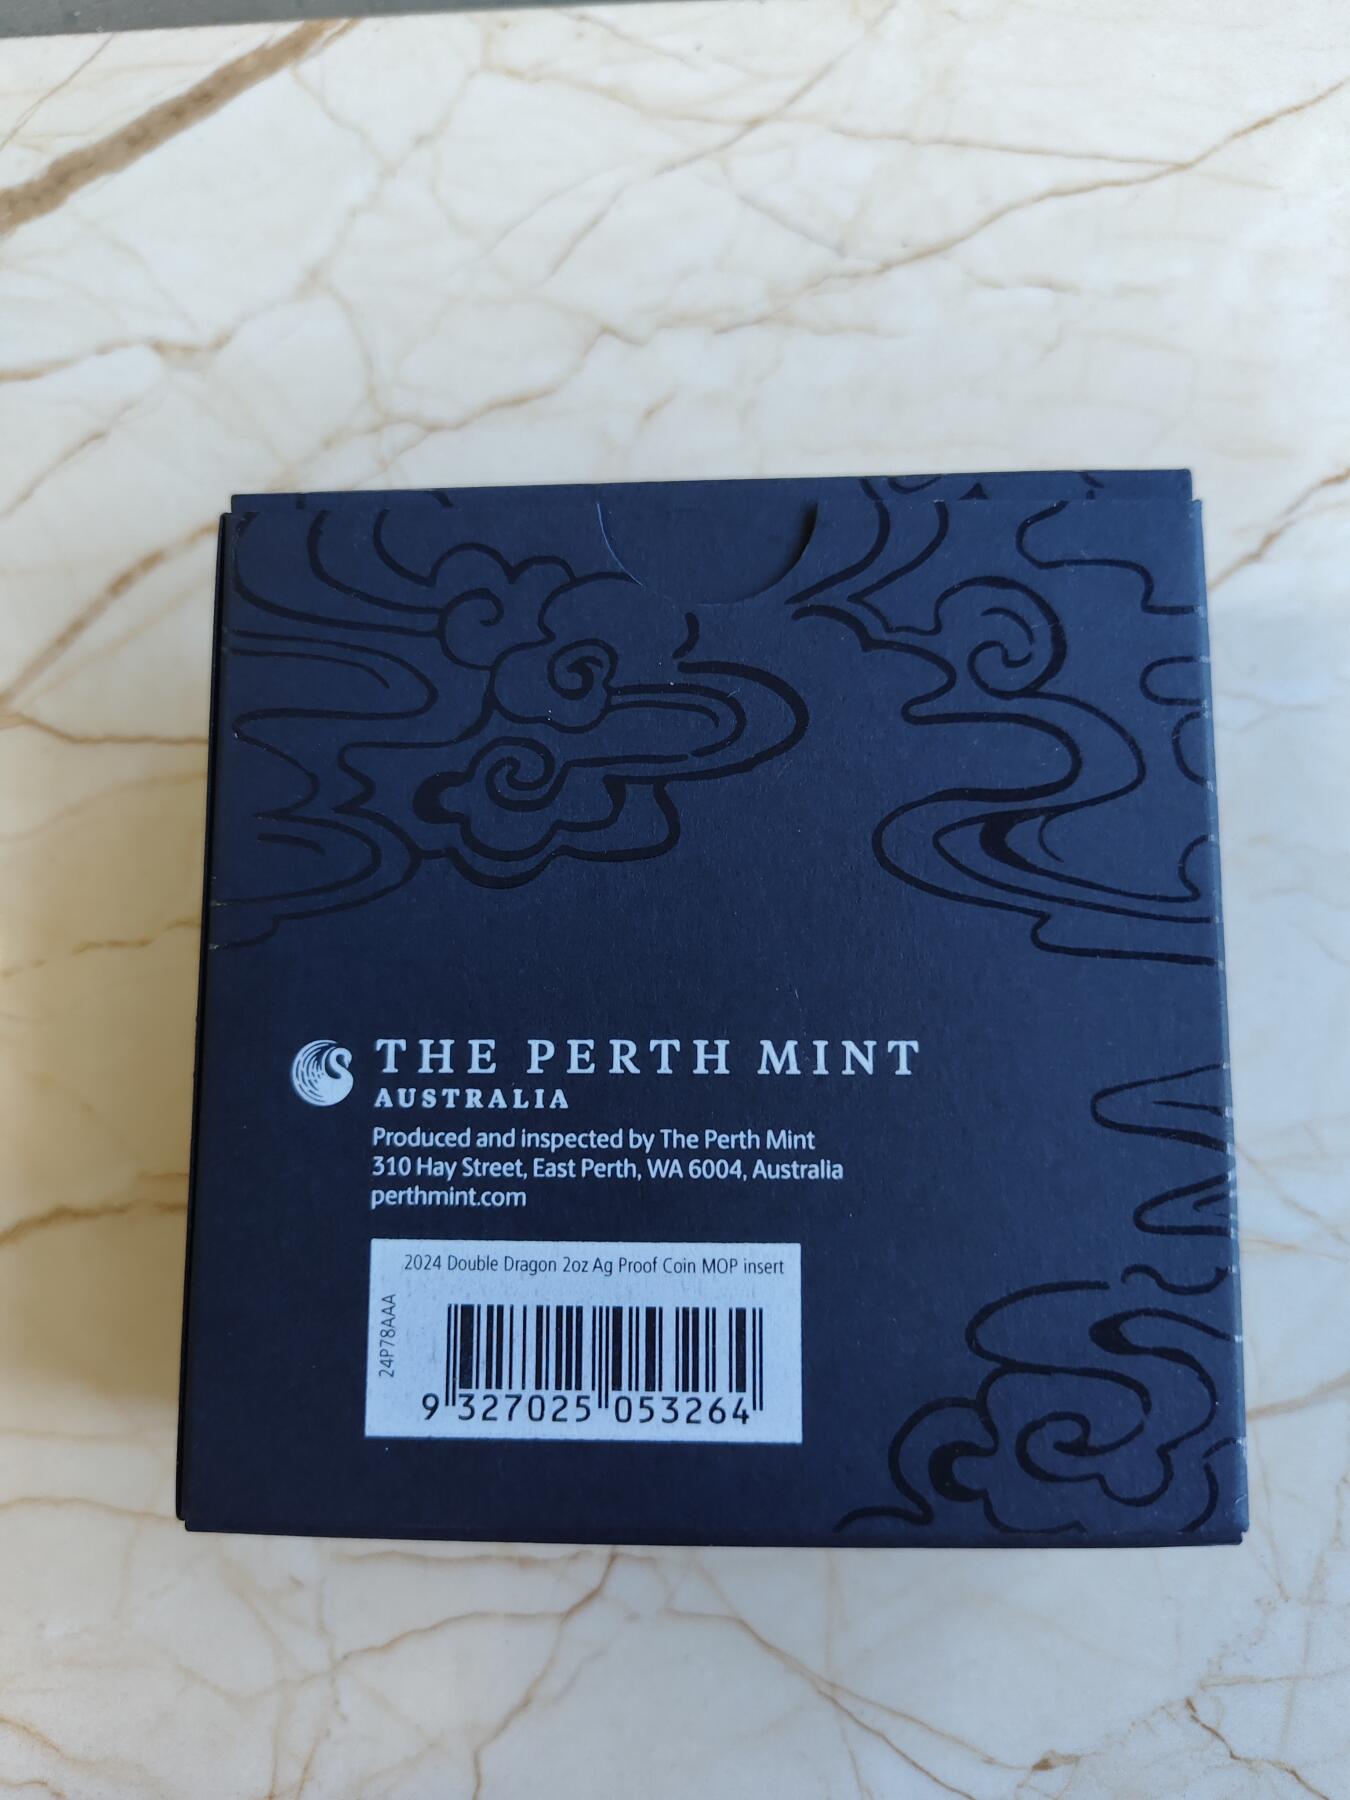 THE PERTH MINT
AUSTRALIA
Produced and inspected by The Perth Mint
310 Hay Street, East Perth, WA 6004, Australia
perthmint.com
2024 Double Dragon 2oz Ag Proof Coin MOP insert
24P78AAA
9 327025 053264